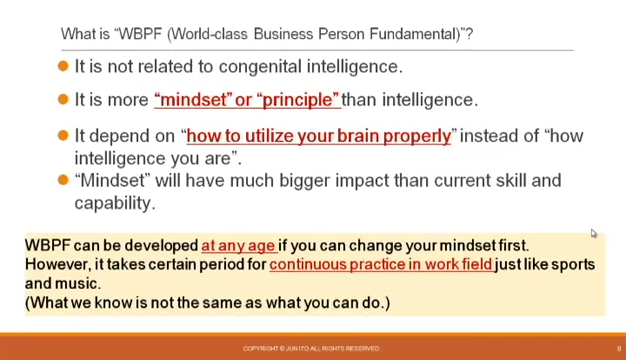 What is “WBPF (World-class Business Person Fundamental)”?
It is not related to congenital intelligence.
It is more “mindset” or “principle” than intelligence.
It depend on “how to utilize your brain properly” instead of “how
intelligence you are”.
“Mindset” will have much bigger impact than current skill and
capability.
WBPF can be developed at any age if you can change your mindset first.
However, it takes certain period for continuous practice in work field just like sports
and music.
(What we know is not the same as what you can do.)
COPYRIGHT © JUN ITO ALL RIGHTS RESERVED.